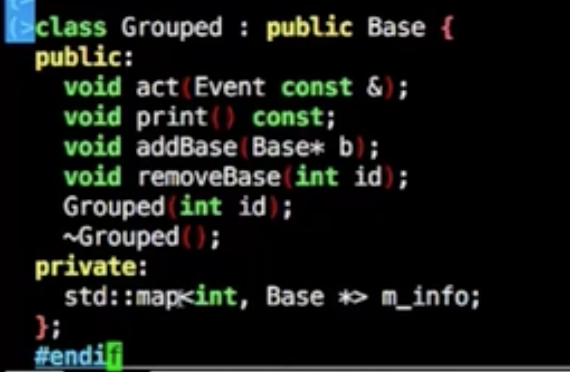 class Grouped : public Base {
public:
void act(Event const &);
void print() const;
void addBase(Base* b);
void removeBase(int id);
Grouped(int id);
~Grouped();
private:
std::map<int, Base *> m_info;
};
#endif